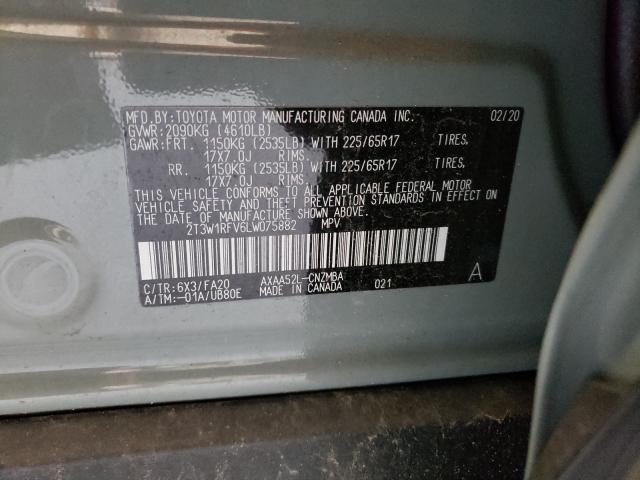 MFD.BY:TOYOTA MOTOR MANUFACTURING CANADA INC. 02/20
GVWR:2090KG (4610LB)
GAWR:FRT. 1150KG (2535LB) WITH 225/65R17 TIRES.
17X7.0J RIMS.
RR. 1150KG (2535LB) WITH 225/65R17 TIRES.
17X7.0J RIMS.
THIS VEHICLE CONFORMS TO ALL APPLICABLE FEDERAL MOTOR
VEHICLE SAFETY AND THEFT PREVENTION STANDARDS IN EFFECT ON
THE DATE OF MANUFACTURE SHOWN ABOVE.
2T3W1RFV6LW075882 MPV
C/TR:6X3/FA20 AXAA52L-CNZMBA A
A/TM:-01A/UB80E MADE IN CANADA 021